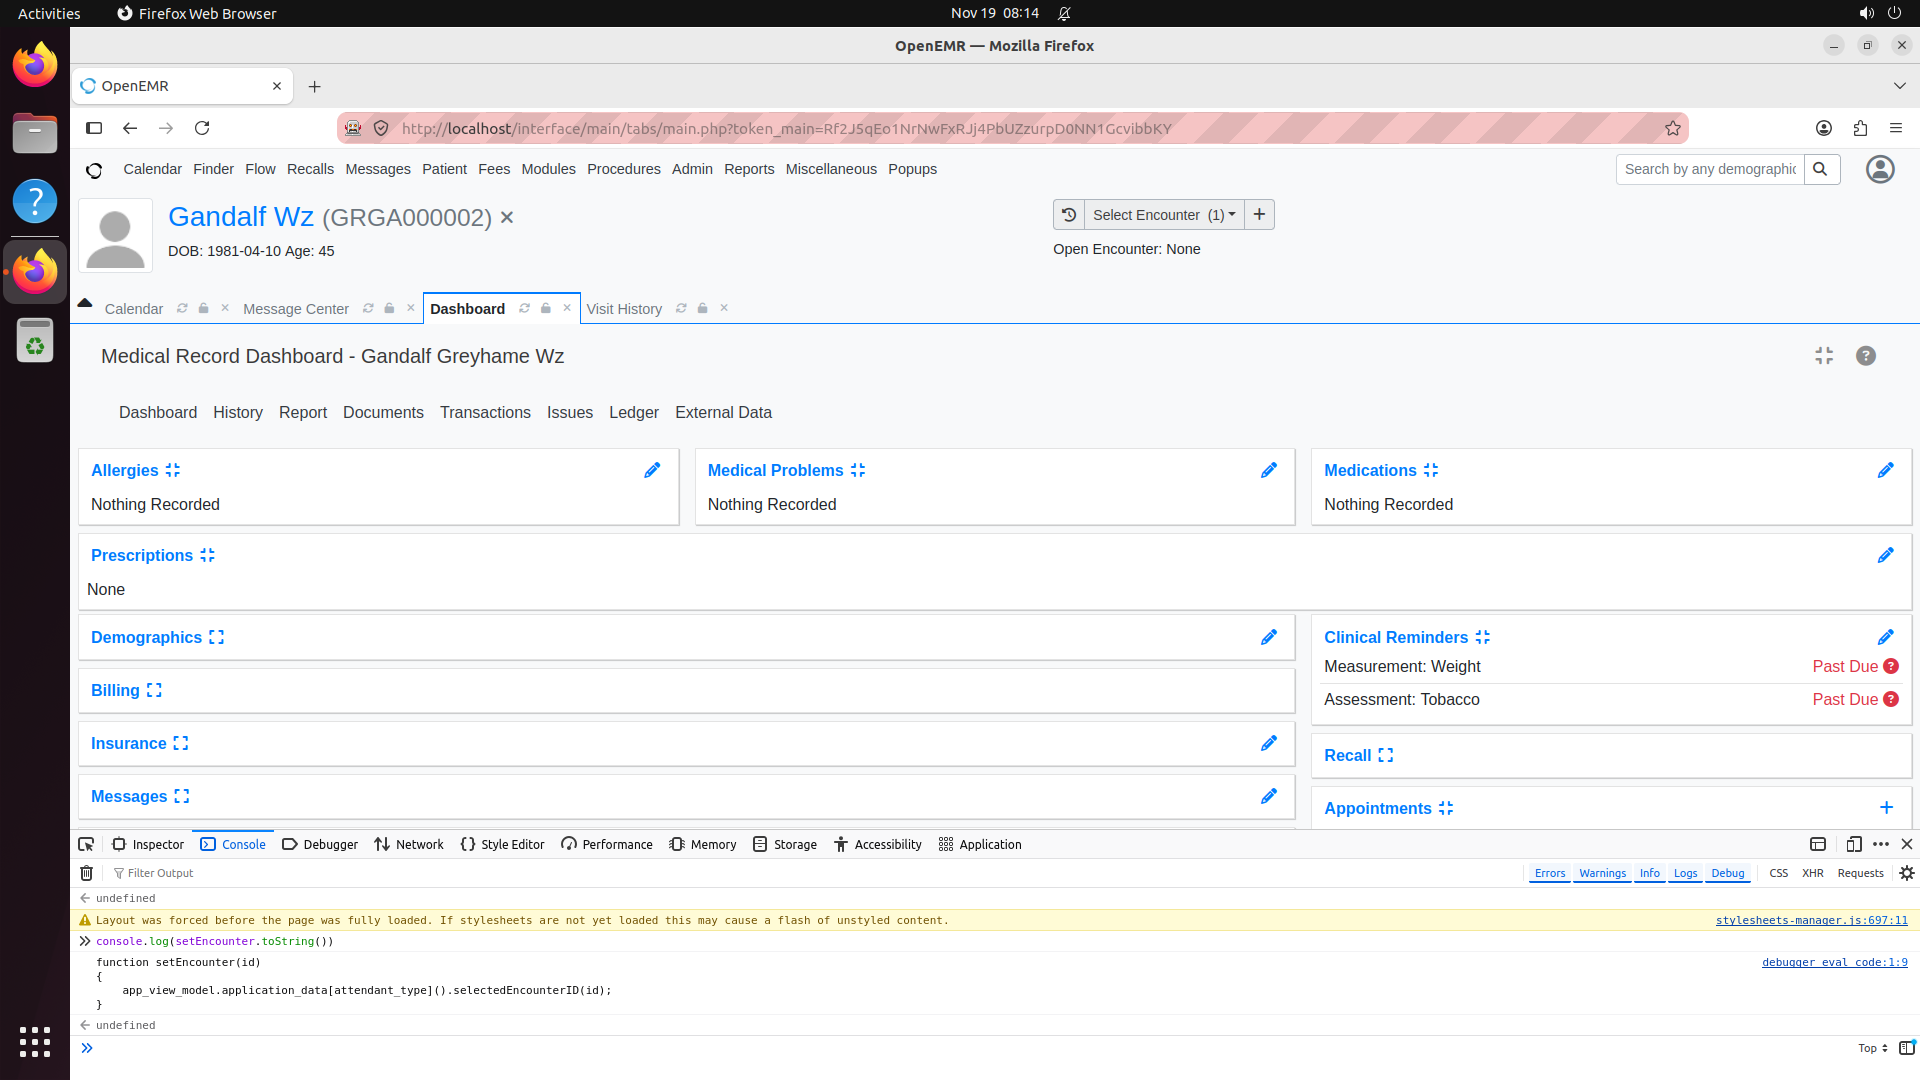 Activities
Firefox Web Browser
Nov 19 08:14
OpenEMR — Mozilla Firefox
OpenEMR
http://localhost/interface/main/tabs/main.php?token_main=Rf2J5qEo1NrNwFxRJj4PbUZzurpD0NN1GcvibbKY
Calendar Finder Flow Recalls Messages Patient Fees Modules Procedures Admin Reports Miscellaneous Popups
Search by any demographic
Gandalf Wz (GRGA000002)
DOB: 1981-04-10 Age: 45
Select Encounter (1)
Open Encounter: None
Calendar
Message Center
Dashboard
Visit History
Medical Record Dashboard - Gandalf Greyhame Wz
Dashboard History Report Documents Transactions Issues Ledger External Data
Allergies
Nothing Recorded
Medical Problems
Nothing Recorded
Medications
Nothing Recorded
Prescriptions
None
Demographics
Billing
Insurance
Messages
Clinical Reminders
Measurement: Weight Past Due
Assessment: Tobacco Past Due
Recall
Appointments
Inspector Console Debugger Network Style Editor Performance Memory Storage Accessibility Application
Filter Output
Errors Warnings Info Logs Debug CSS XHR Requests
undefined
Layout was forced before the page was fully loaded. If stylesheets are not yet loaded this may cause a flash of unstyled content. stylesheets-manager.js:697:11
console.log(setEncounter.toString())
function setEncounter(id) debugger eval code:1:9
{
app_view_model.application_data[attendant_type]().selectedEncounterID(id);
}
undefined
Top